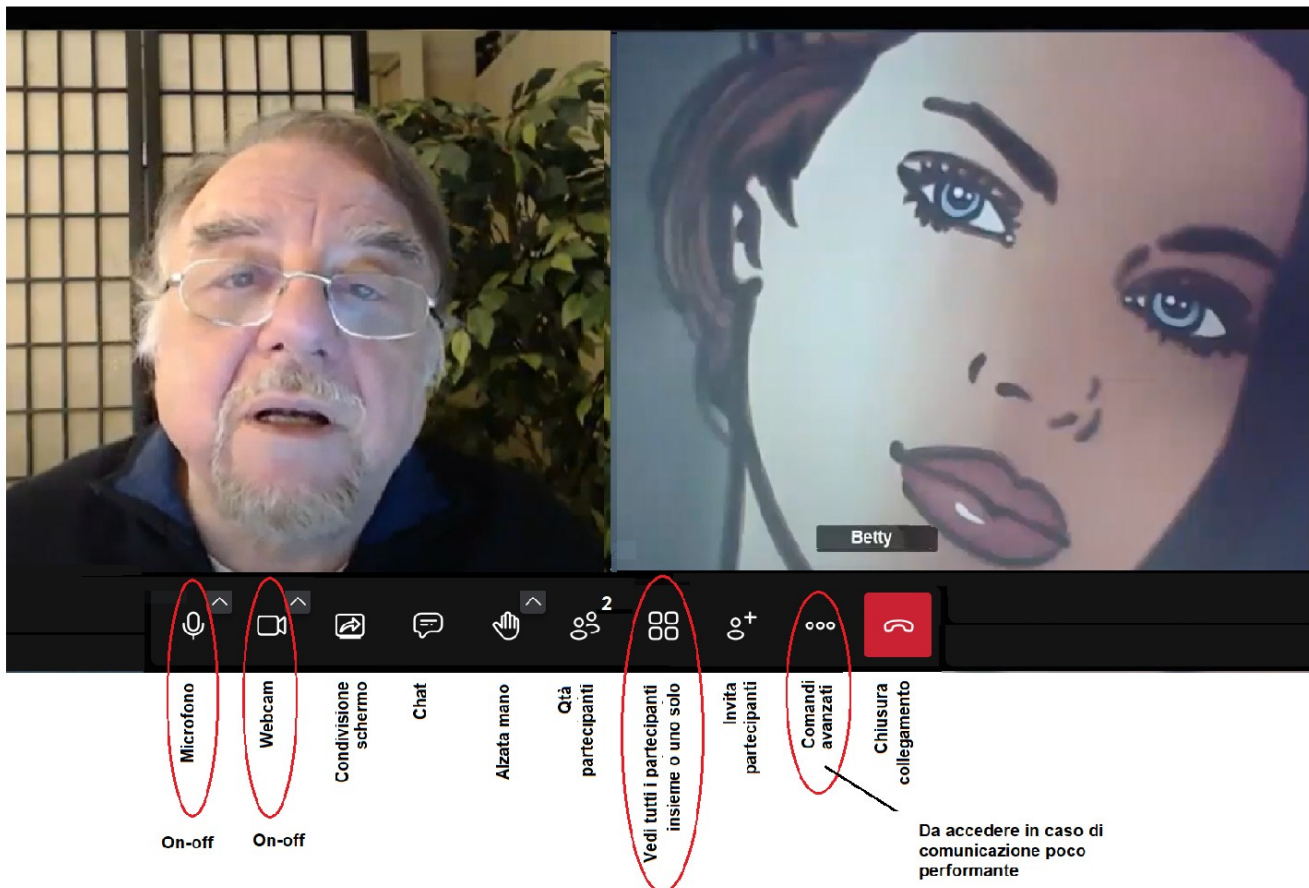 Betty
2
Microfono
Webcam
Condivisione
schermo
Chat
Alzata mano
Qtà
partecipanti
Vedi tutti i partecipanti
insieme o uno solo
Invita
partecipanti
Comandi
avanzati
Chiusura
collegamento
On-off
On-off
Da accedere in caso di
comunicazione poco
performante